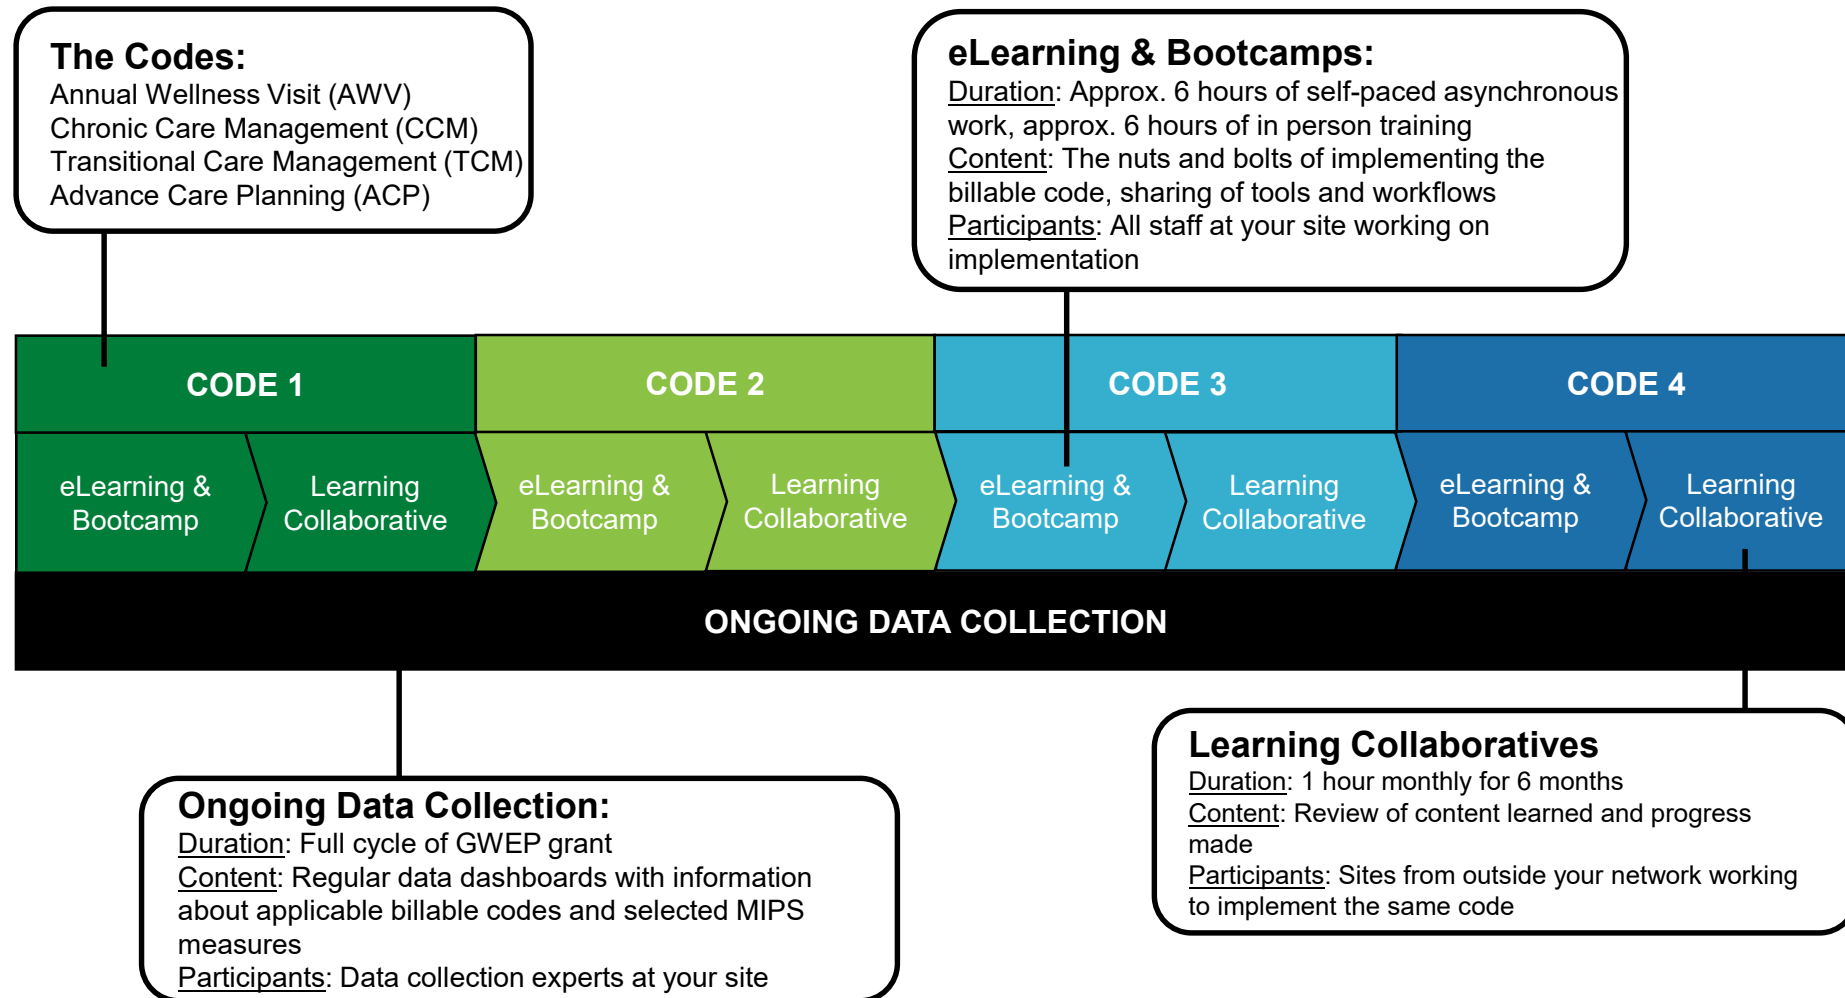 The Codes:
Annual Wellness Visit (AWV)
Chronic Care Management (CCM)
Transitional Care Management (TCM)
Advance Care Planning (ACP)
eLearning & Bootcamps:
Duration: Approx. 6 hours of self-paced asynchronous
work, approx. 6 hours of in person training
Content: The nuts and bolts of implementing the
billable code, sharing of tools and workflows
Participants: All staff at your site working on
implementation
CODE 1
CODE 2
CODE 3
CODE 4
eLearning &
Bootcamp
Learning
Collaborative
eLearning &
Bootcamp
Learning
Collaborative
eLearning &
Bootcamp
Learning
Collaborative
eLearning &
Bootcamp
Learning
Collaborative
ONGOING DATA COLLECTION
Ongoing Data Collection:
Duration: Full cycle of GWEP grant
Content: Regular data dashboards with information
about applicable billable codes and selected MIPS
measures
Participants: Data collection experts at your site
Learning Collaboratives
Duration: 1 hour monthly for 6 months
Content: Review of content learned and progress
made
Participants: Sites from outside your network working
to implement the same code